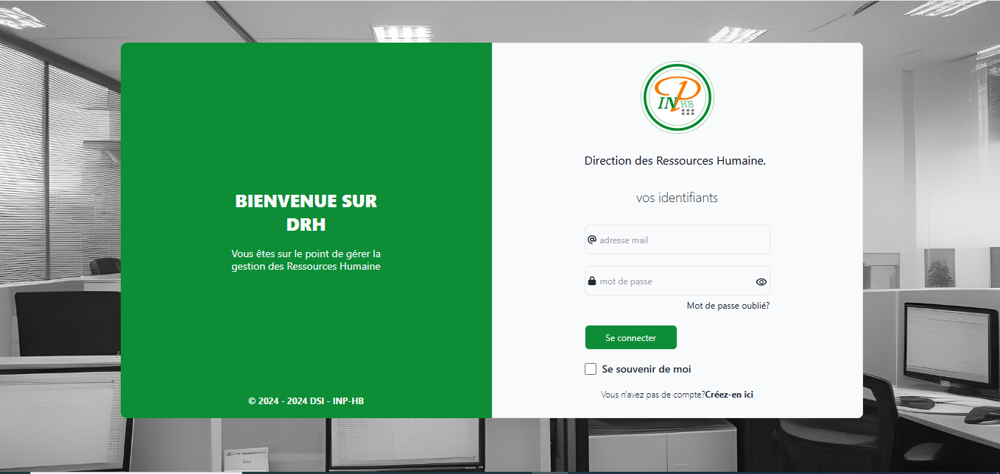 BIENVENUE SUR
DRH
Vous êtes sur le point de gérer la
gestion des Ressources Humaine
© 2024 - 2024 DSI - INP-HB
INP
HB
Direction des Ressources Humaine.
vos identifiants
adresse mail
mot de passe
Mot de passe oublié?
Se connecter
Se souvenir de moi
Vous n'avez pas de compte?Créez-en ici